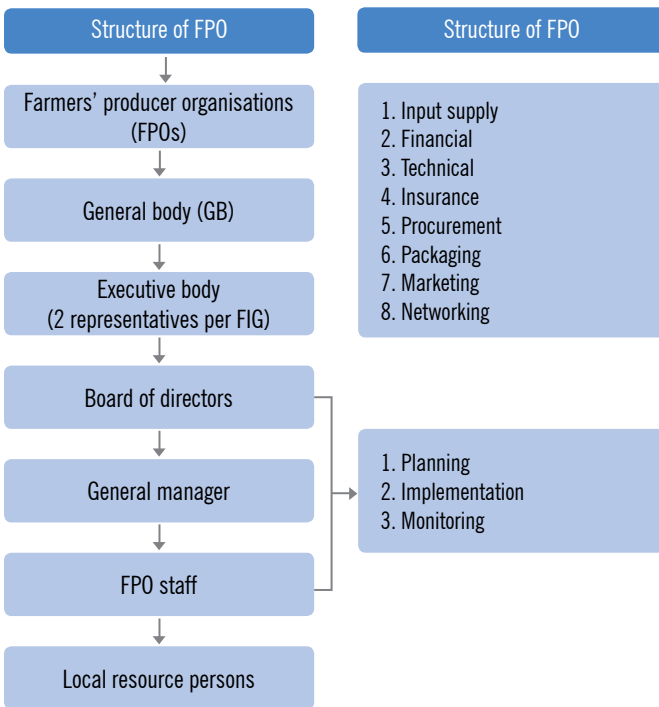 Structure of FPO
Farmers’ producer organisations
(FPOs)
General body (GB)
Executive body
(2 representatives per FIG)
Board of directors
General manager
FPO staff
Local resource persons
Structure of FPO
1. Input supply
2. Financial
3. Technical
4. Insurance
5. Procurement
6. Packaging
7. Marketing
8. Networking
1. Planning
2. Implementation
3. Monitoring